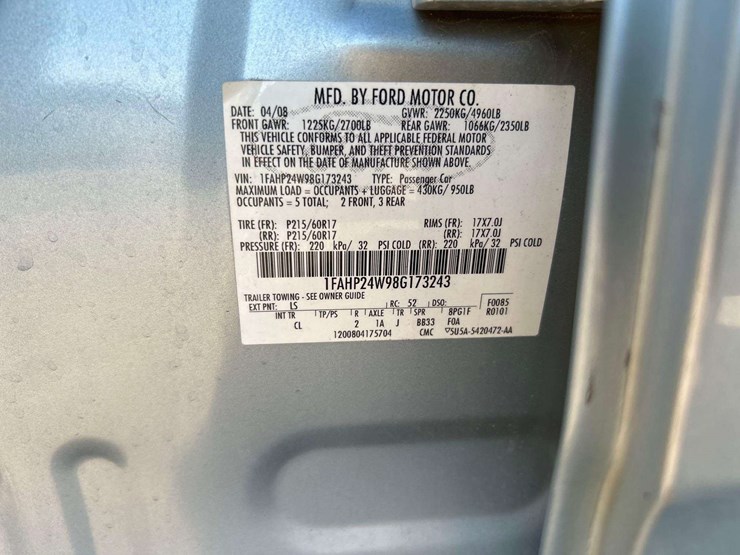 MFD. BY FORD MOTOR CO.
DATE: 04/08 GVWR: 2250KG/4960LB
FRONT GAWR: 1225KG/2700LB REAR GAWR: 1066KG/2350LB
THIS VEHICLE CONFORMS TO ALL APPLICABLE FEDERAL MOTOR
VEHICLE SAFETY, BUMPER, AND THEFT PREVENTION STANDARDS
IN EFFECT ON THE DATE OF MANUFACTURE SHOWN ABOVE.
VIN: 1FAHP24W98G173243 TYPE: Passenger Car
MAXIMUM LOAD = OCCUPANTS + LUGGAGE = 430KG/ 950LB
OCCUPANTS = 5 TOTAL; 2 FRONT, 3 REAR
TIRE (FR): P215/60R17 RIMS (FR): 17X7.0J
(RR): P215/60R17 (RR): 17X7.0J
PRESSURE (FR): 220 kPa/ 32 PSI COLD (RR): 220 kPa/ 32 PSI COLD
1FAHP24W98G173243
TRAILER TOWING - SEE OWNER GUIDE
EXT PNT: LS RC: 52 DSO: F0085
INT TR TP/PS R AXLE TR SPR BPG1F R0101
CL 2 1A J BB33 FOA
1200804175704 CMC 5U5A-5420472-AA